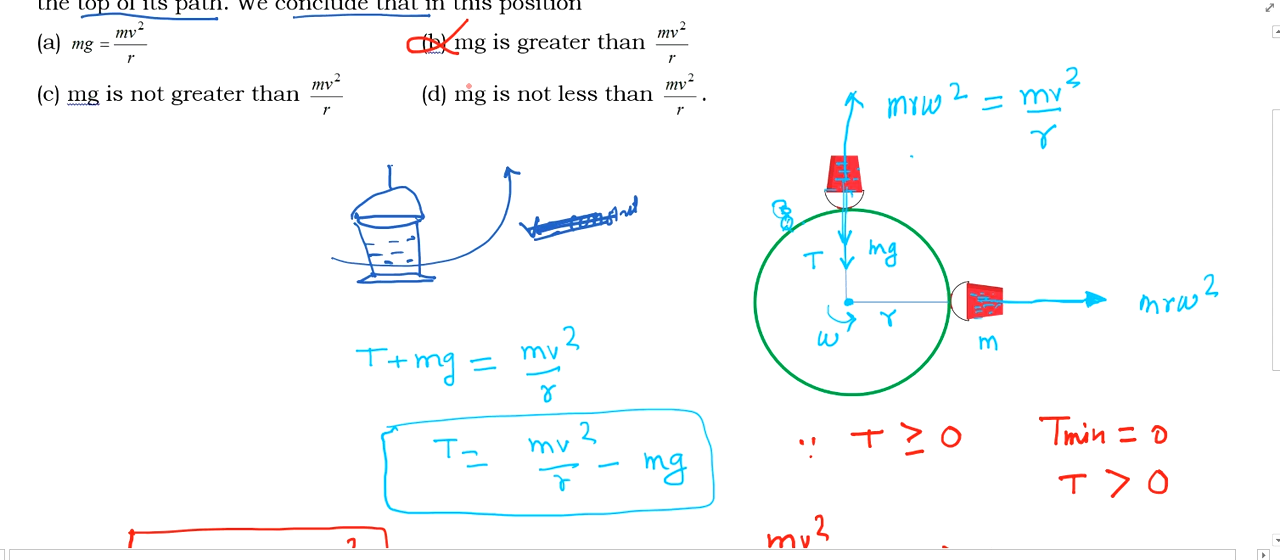 the top of its path. We conclude that in this position
(a) mg = mv²/r (b) mg is greater than mv²/r
(c) mg is not greater than mv²/r (d) mg is not less than mv²/r .
mrω² = mv²/r
T mg
mrω²
ω r
m
T + mg = mv²/r
T = mv²/r - mg
∵ T ≥ 0 Tmin = 0
T > 0
mv²
2